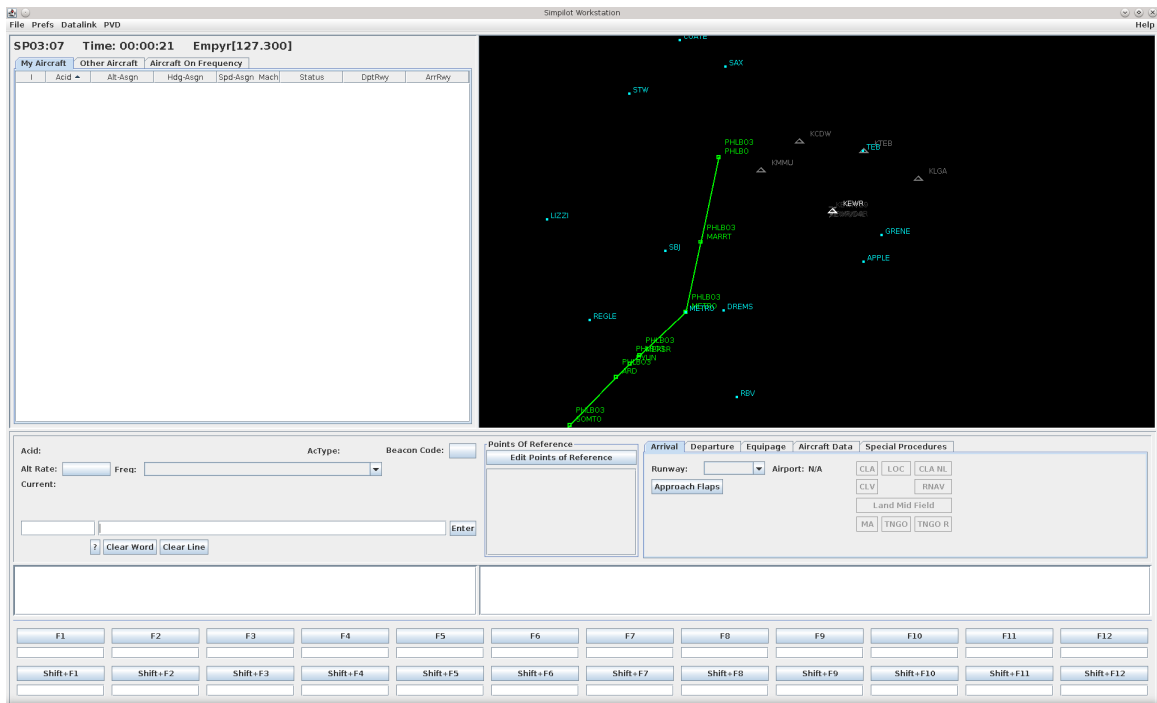 Simpilot Workstation
File Prefs Datalink PVD Help
SP03:07 Time: 00:00:21 Empyr[127.300]
My Aircraft Other Aircraft Aircraft On Frequency
I Acid Alt-Asgn Hdg-Asgn Spd-Asgn Mach Status DptRwy ArrRwy
COATE
SAX
STW
PHLB03
PHLB0
KCDW
KTEB
TEB
KMMU
KLGA
KEWR
LIZZI
PHLB03
MARRT
GRENE
SBJ
APPLE
PHLB03
METRO
DREMS
REGLE
PHLB03
PHLB03
ARD
RBV
PHLB03
SOMTO
Acid: AcType: Beacon Code:
Alt Rate: Freq:
Current:
Enter
? Clear Word Clear Line
Points Of Reference
Edit Points of Reference
Arrival Departure Equipage Aircraft Data Special Procedures
Runway: Airport: N/A
Approach Flaps
CLA LOC CLA NL
CLV RNAV
Land Mid Field
MA TNGO TNGO R
F1 F2 F3 F4 F5 F6 F7 F8 F9 F10 F11 F12
Shift+F1 Shift+F2 Shift+F3 Shift+F4 Shift+F5 Shift+F6 Shift+F7 Shift+F8 Shift+F9 Shift+F10 Shift+F11 Shift+F12